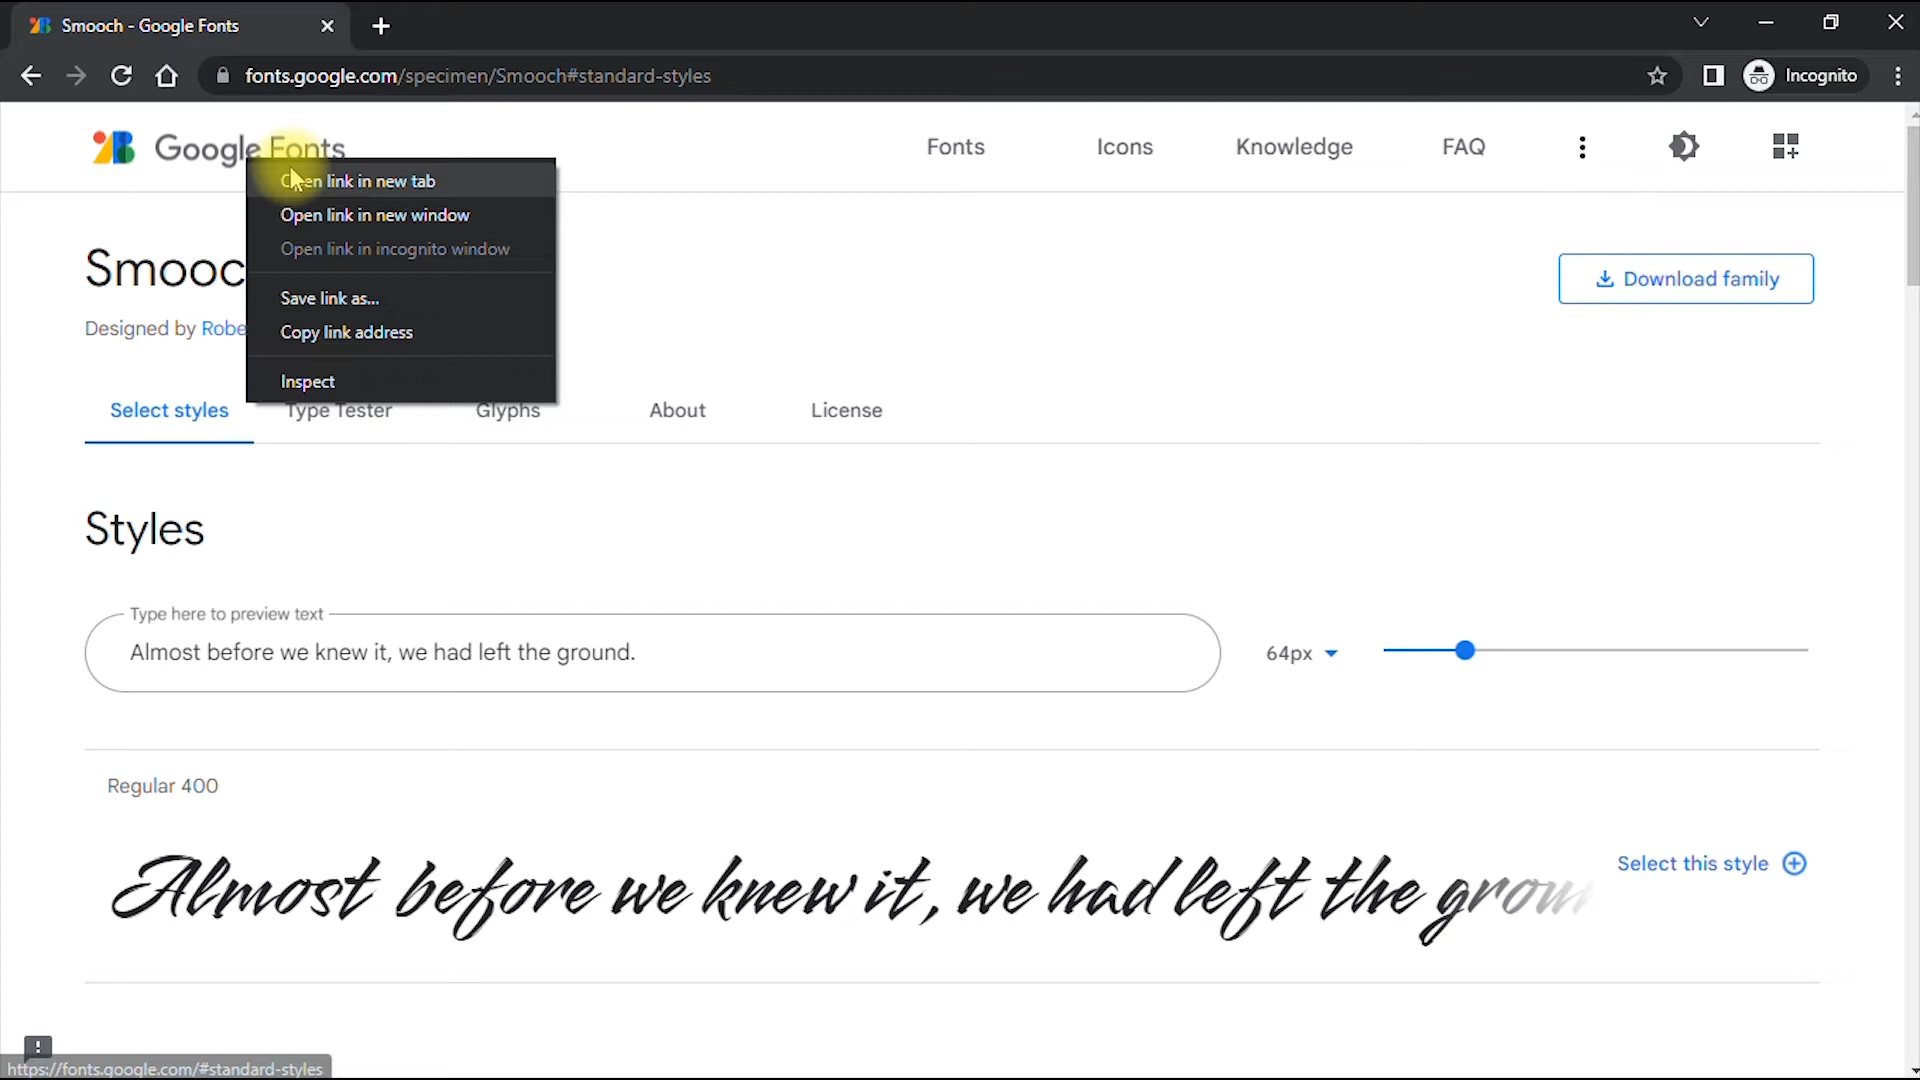 Smooch - Google Fonts
fonts.google.com/specimen/Smooch#standard-styles
Incognito
Google Fonts
Fonts
Icons
Knowledge
FAQ
Open link in new tab
Open link in new window
Open link in incognito window
Save link as...
Copy link address
Inspect
Smooc
Designed by Robe
Download family
Select styles
Type Tester
Glyphs
About
License
Styles
Type here to preview text
Almost before we knew it, we had left the ground.
64px
Regular 400
Almost before we knew it, we had left the groun
Select this style
https://fonts.google.com/#standard-styles